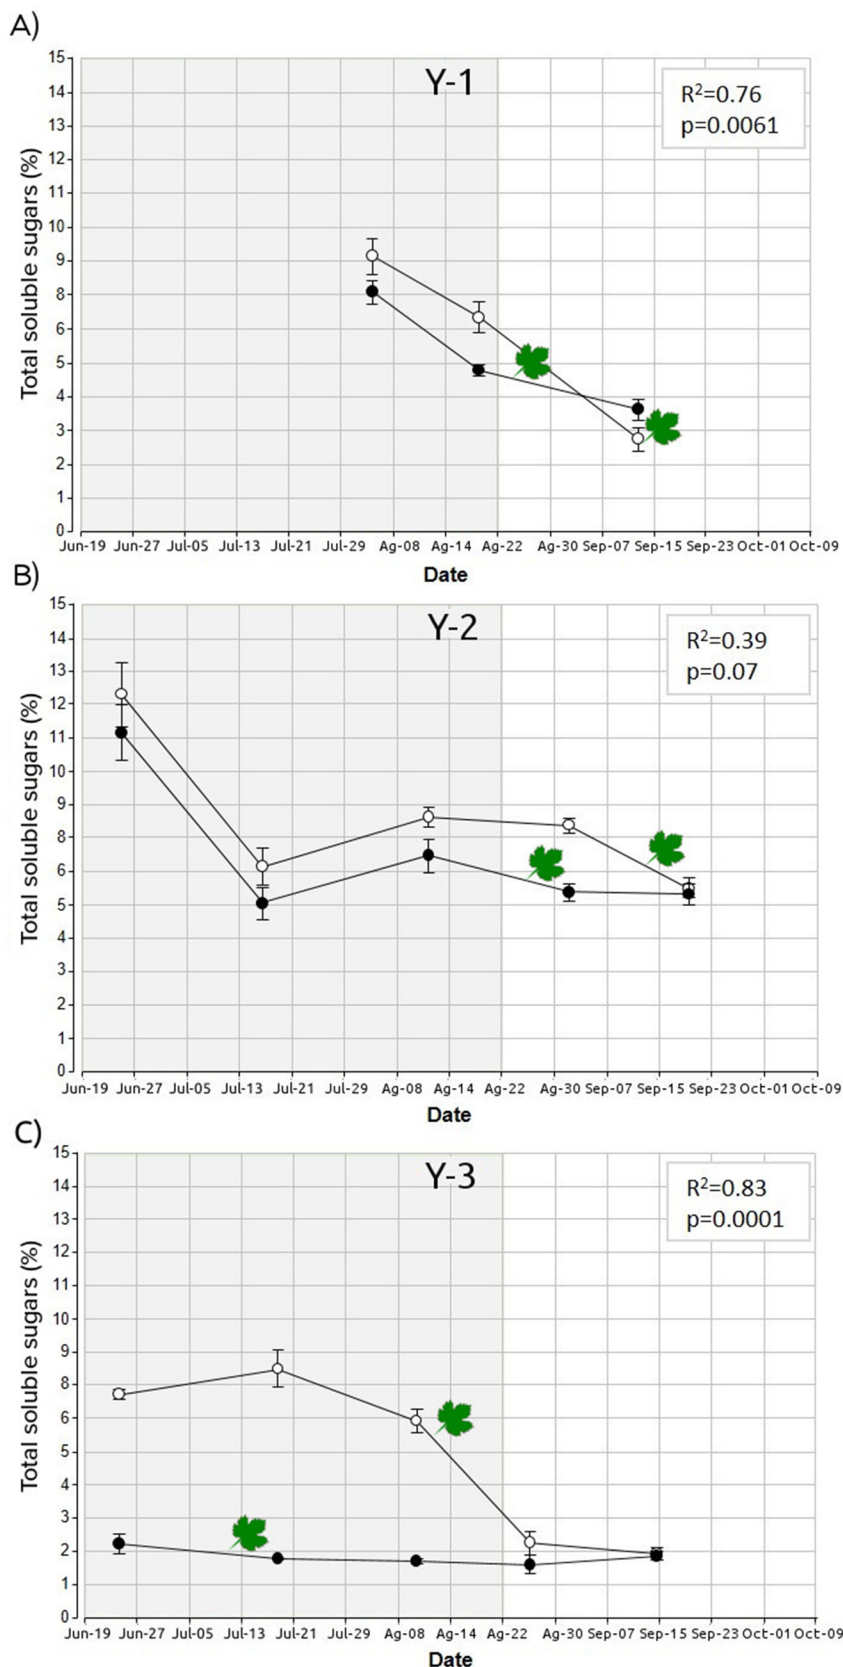 A)
Y-1
R²=0.76
p=0.0061
Total soluble sugars (%)
15
14
13
12
11
10
9
8
6
5
4
3
2
1
0
Jun-19 Jun-27 Jul-05 Jul-13 Jul-21 Jul-29 Ag-08 Ag-14 Ag-22 Ag-30 Sep-07 Sep-15 Sep-23 Oct-01 Oct-09
Date
B)
Y-2
R²=0.39
p=0.07
Total soluble sugars (%)
15
14
13
12
11
10
9
8
6
5
4
3
2
1
0
Jun-19 Jun-27 Jul-05 Jul-13 Jul-21 Jul-29 Ag-08 Ag-14 Ag-22 Ag-30 Sep-07 Sep-15 Sep-23 Oct-01 Oct-09
Date
C)
Y-3
R²=0.83
p=0.0001
Total soluble sugars (%)
15
14
13
12
11
10
9
8
6
5
4
3
2
1
0
Jun-19 Jun-27 Jul-05 Jul-13 Jul-21 Jul-29 Ag-08 Ag-14 Ag-22 Ag-30 Sep-07 Sep-15 Sep-23 Oct-01 Oct-09
Date